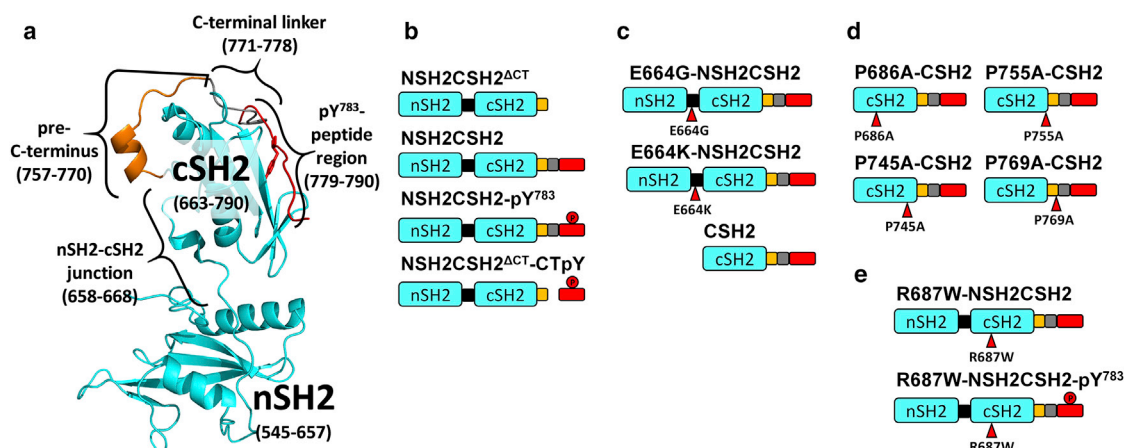 a
C-terminal linker
(771-778)
pre-
C-terminus
(757-770)
cSH2
(663-790)
pY⁷⁸³-
peptide
region
(779-790)
nSH2-cSH2
junction
(658-668)
nSH2
(545-657)
b
NSH2CSH2ΔCT
nSH2 cSH2
NSH2CSH2
nSH2 cSH2
NSH2CSH2-pY⁷⁸³
P
nSH2 cSH2
NSH2CSH2ΔCT-CTpY
P
nSH2 cSH2
c
E664G-NSH2CSH2
nSH2 cSH2
E664G
E664K-NSH2CSH2
nSH2 cSH2
E664K
CSH2
cSH2
d
P686A-CSH2
cSH2
P686A
P755A-CSH2
cSH2
P755A
P745A-CSH2
cSH2
P745A
P769A-CSH2
cSH2
P769A
e
R687W-NSH2CSH2
nSH2 cSH2
R687W
R687W-NSH2CSH2-pY⁷⁸³
P
nSH2 cSH2
R687W